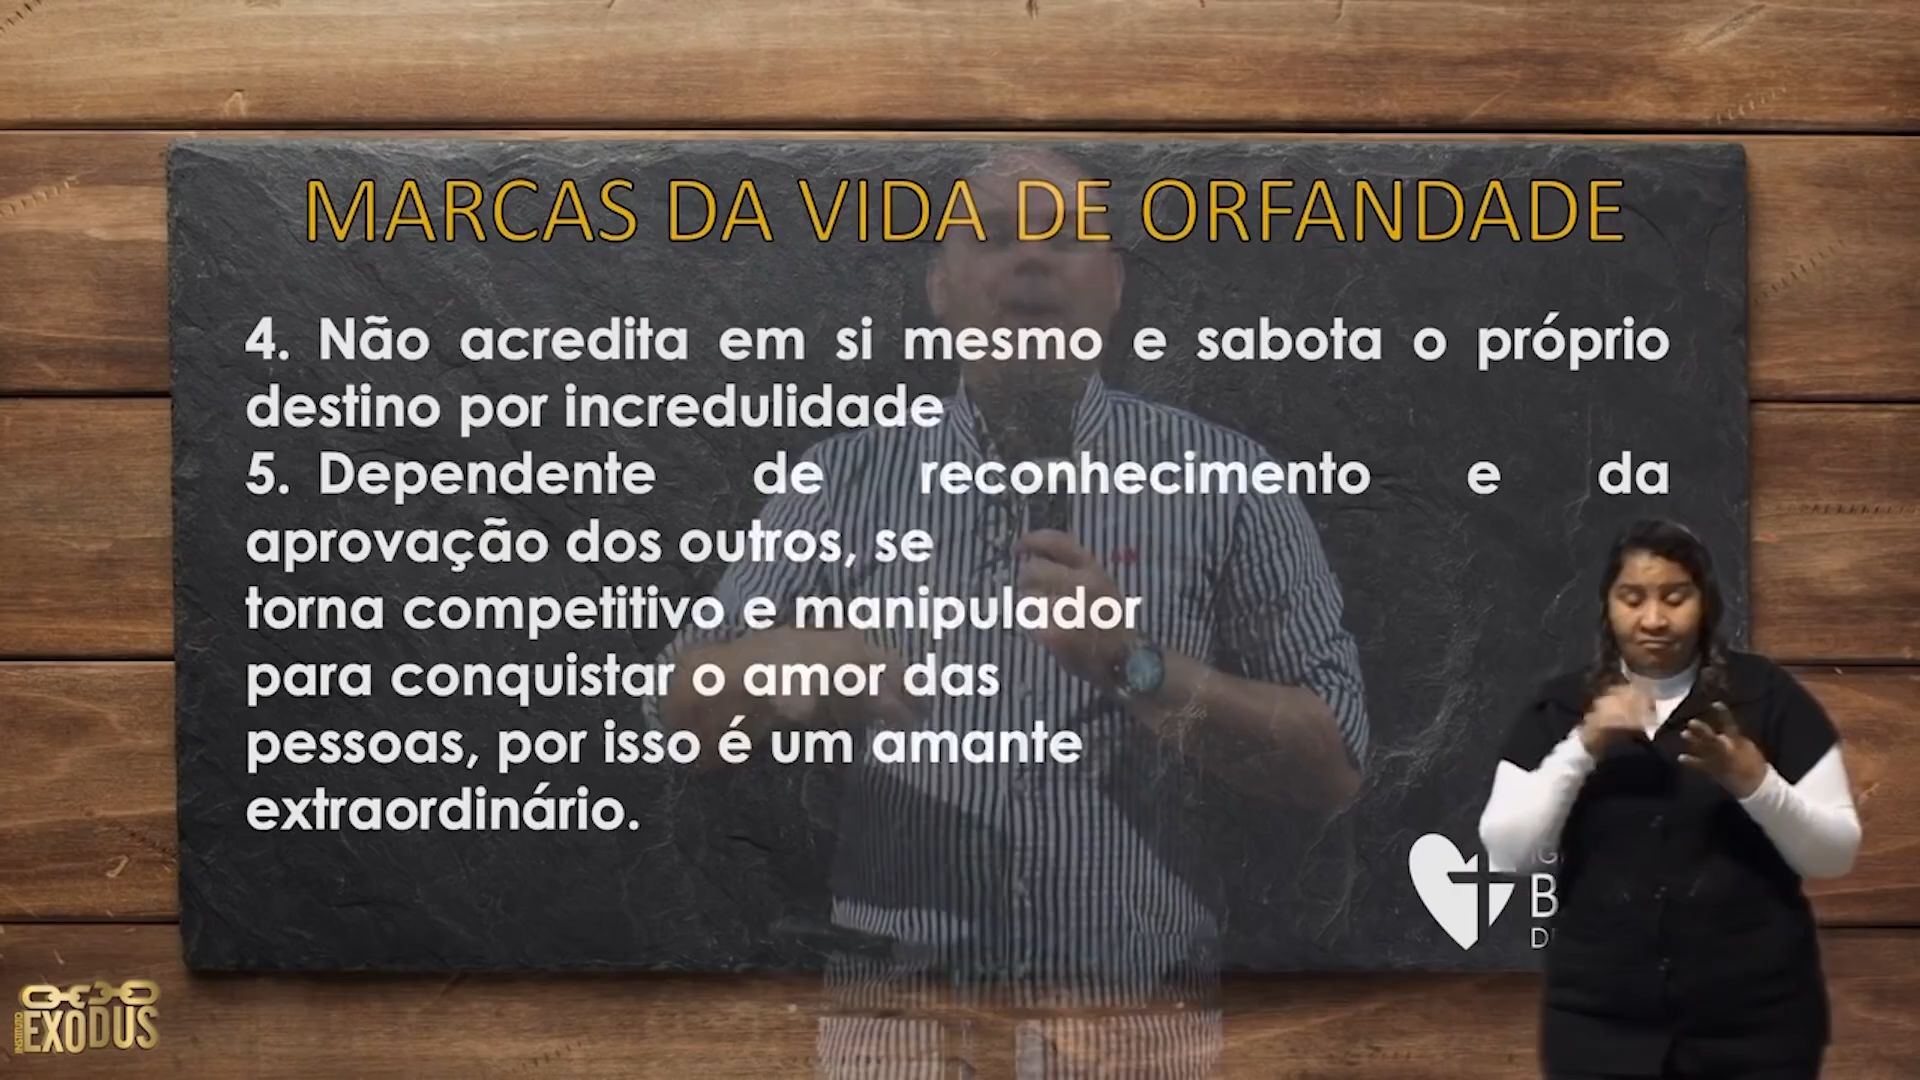 MARCAS DA VIDA DE ORFANDADE
4. Não acredita em si mesmo e sabota o próprio
destino por incredulidade
5. Dependente de reconhecimento e da
aprovação dos outros, se
torna competitivo e manipulador
para conquistar o amor das
pessoas, por isso é um amante
extraordinário.
INSTITUTO
EXODUS